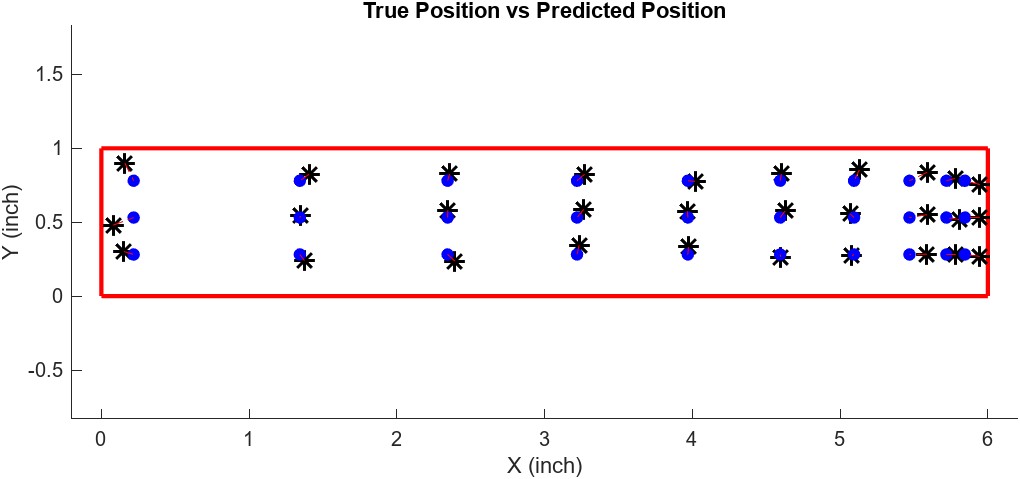 True Position vs Predicted Position
1.5
1
0.5
0
-0.5
Y (inch)
0 1 2 3 4 5 6
X (inch)